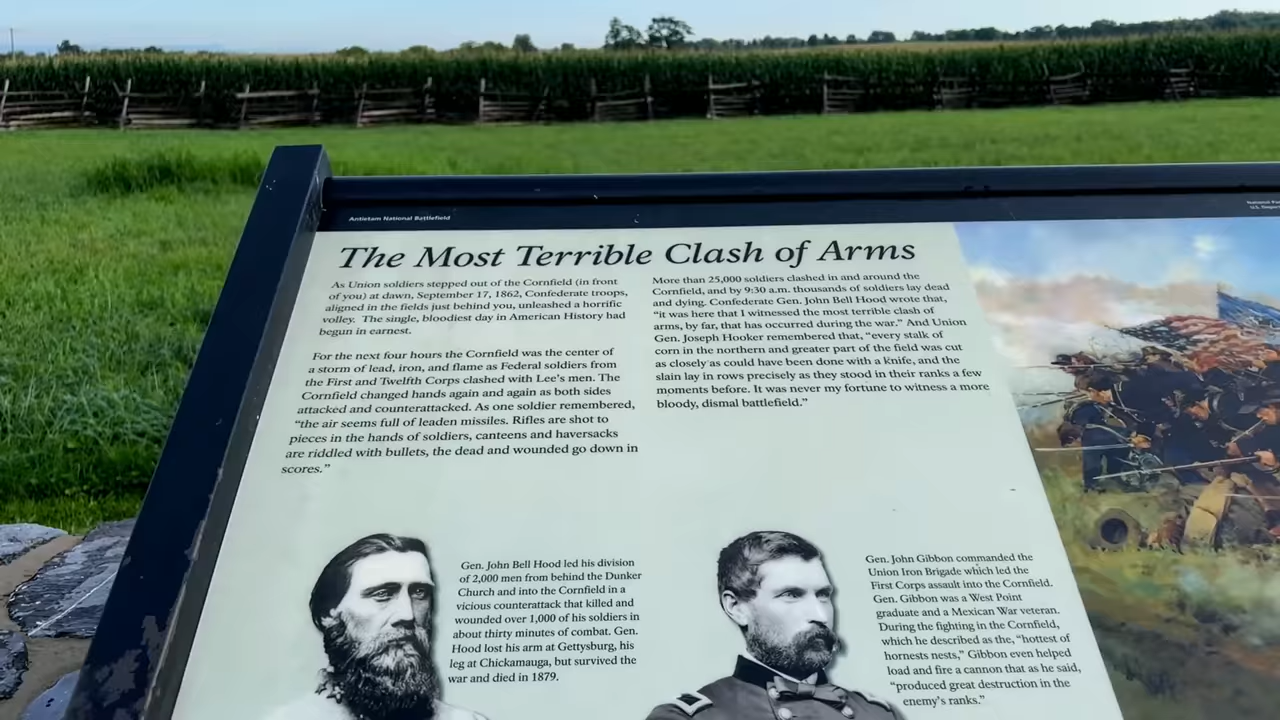 Antietam National Battlefield
The Most Terrible Clash of Arms
As Union soldiers stepped out of the Cornfield (in front
of you) at dawn, September 17, 1862, Confederate troops,
aligned in the fields just behind you, unleashed a horrific
volley. The single, bloodiest day in American History had
begun in earnest.
For the next four hours the Cornfield was the center of
a storm of lead, iron, and flame as Federal soldiers from
the First and Twelfth Corps clashed with Lee's men. The
Cornfield changed hands again and again as both sides
attacked and counterattacked. As one soldier remembered,
“the air seems full of leaden missiles. Rifles are shot to
pieces in the hands of soldiers, canteens and haversacks
are riddled with bullets, the dead and wounded go down in
scores.”
More than 25,000 soldiers clashed in and around the
Cornfield, and by 9:30 a.m. thousands of soldiers lay dead
and dying. Confederate Gen. John Bell Hood wrote that,
“it was here that I witnessed the most terrible clash of
arms, by far, that has occurred during the war.” And Union
Gen. Joseph Hooker remembered that, “every stalk of
corn in the northern and greater part of the field was cut
as closely as could have been done with a knife, and the
slain lay in rows precisely as they stood in their ranks a few
moments before. It was never my fortune to witness a more
bloody, dismal battlefield.”
Gen. John Bell Hood led his division
of 2,000 men from behind the Dunker
Church and into the Cornfield in a
vicious counterattack that killed and
wounded over 1,000 of his soldiers in
about thirty minutes of combat. Gen.
Hood lost his arm at Gettysburg, his
leg at Chickamauga, but survived the
war and died in 1879.
Gen. John Gibbon commanded the
Union Iron Brigade which led the
First Corps assault into the Cornfield.
Gen. Gibbon was a West Point
graduate and a Mexican War veteran.
During the fighting in the Cornfield,
which he described as the, “hottest of
hornests nests,” Gibbon even helped
load and fire a cannon that as he said,
“produced great destruction in the
enemy's ranks.”